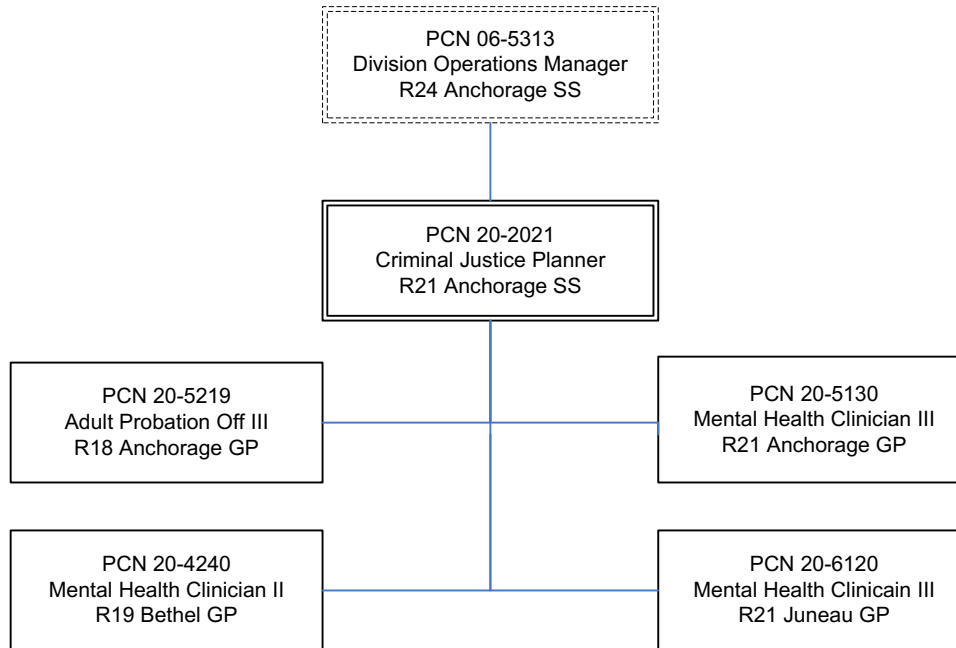 PCN 06-5313
Division Operations Manager
R24 Anchorage SS
PCN 20-2021
Criminal Justice Planner
R21 Anchorage SS
PCN 20-5219
Adult Probation Off III
R18 Anchorage GP
PCN 20-5130
Mental Health Clinician III
R21 Anchorage GP
PCN 20-4240
Mental Health Clinician II
R19 Bethel GP
PCN 20-6120
Mental Health Clinicain III
R21 Juneau GP